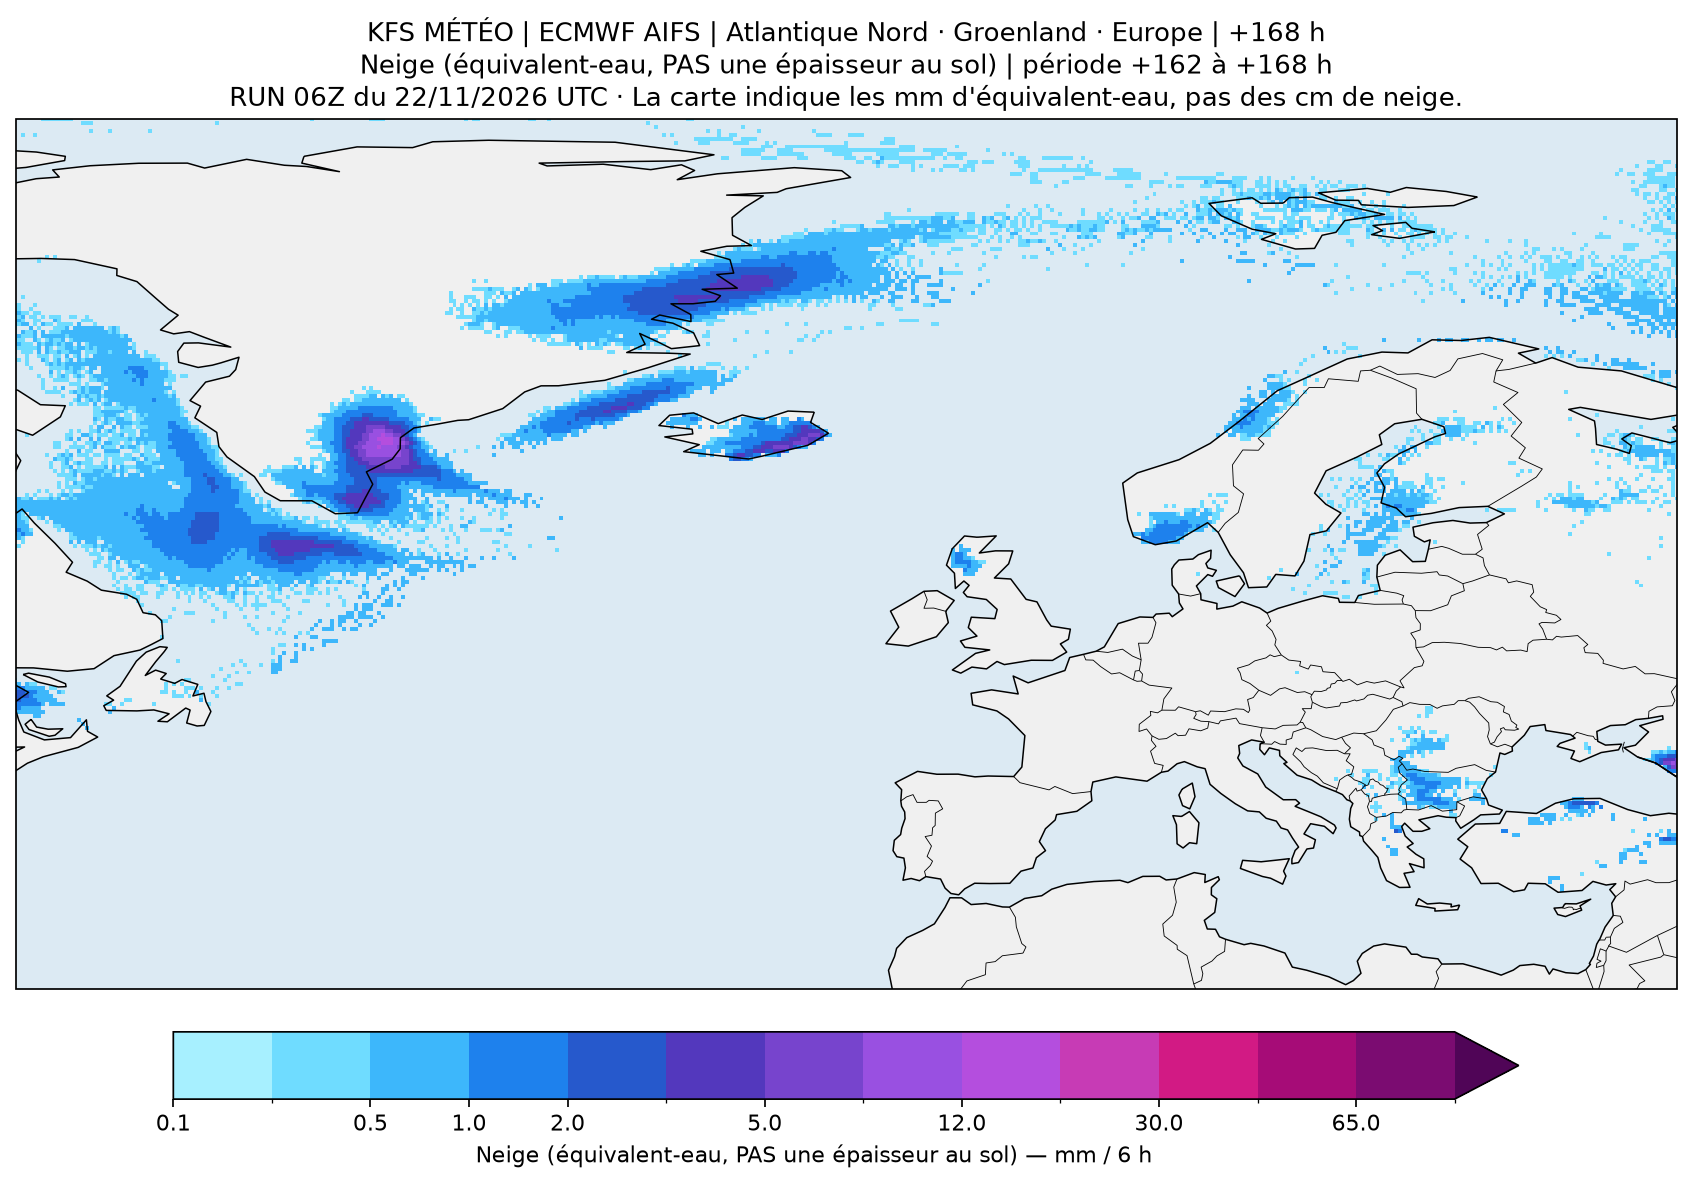 KFS MÉTÉO | ECMWF AIFS | Atlantique Nord · Groenland · Europe | +168 h
Neige (équivalent-eau, PAS une épaisseur au sol) | période +162 à +168 h
RUN 06Z du 22/11/2026 UTC · La carte indique les mm d'équivalent-eau, pas des cm de neige.
0.1 0.5 1.0 2.0 5.0 12.0 30.0 65.0
Neige (équivalent-eau, PAS une épaisseur au sol) — mm / 6 h